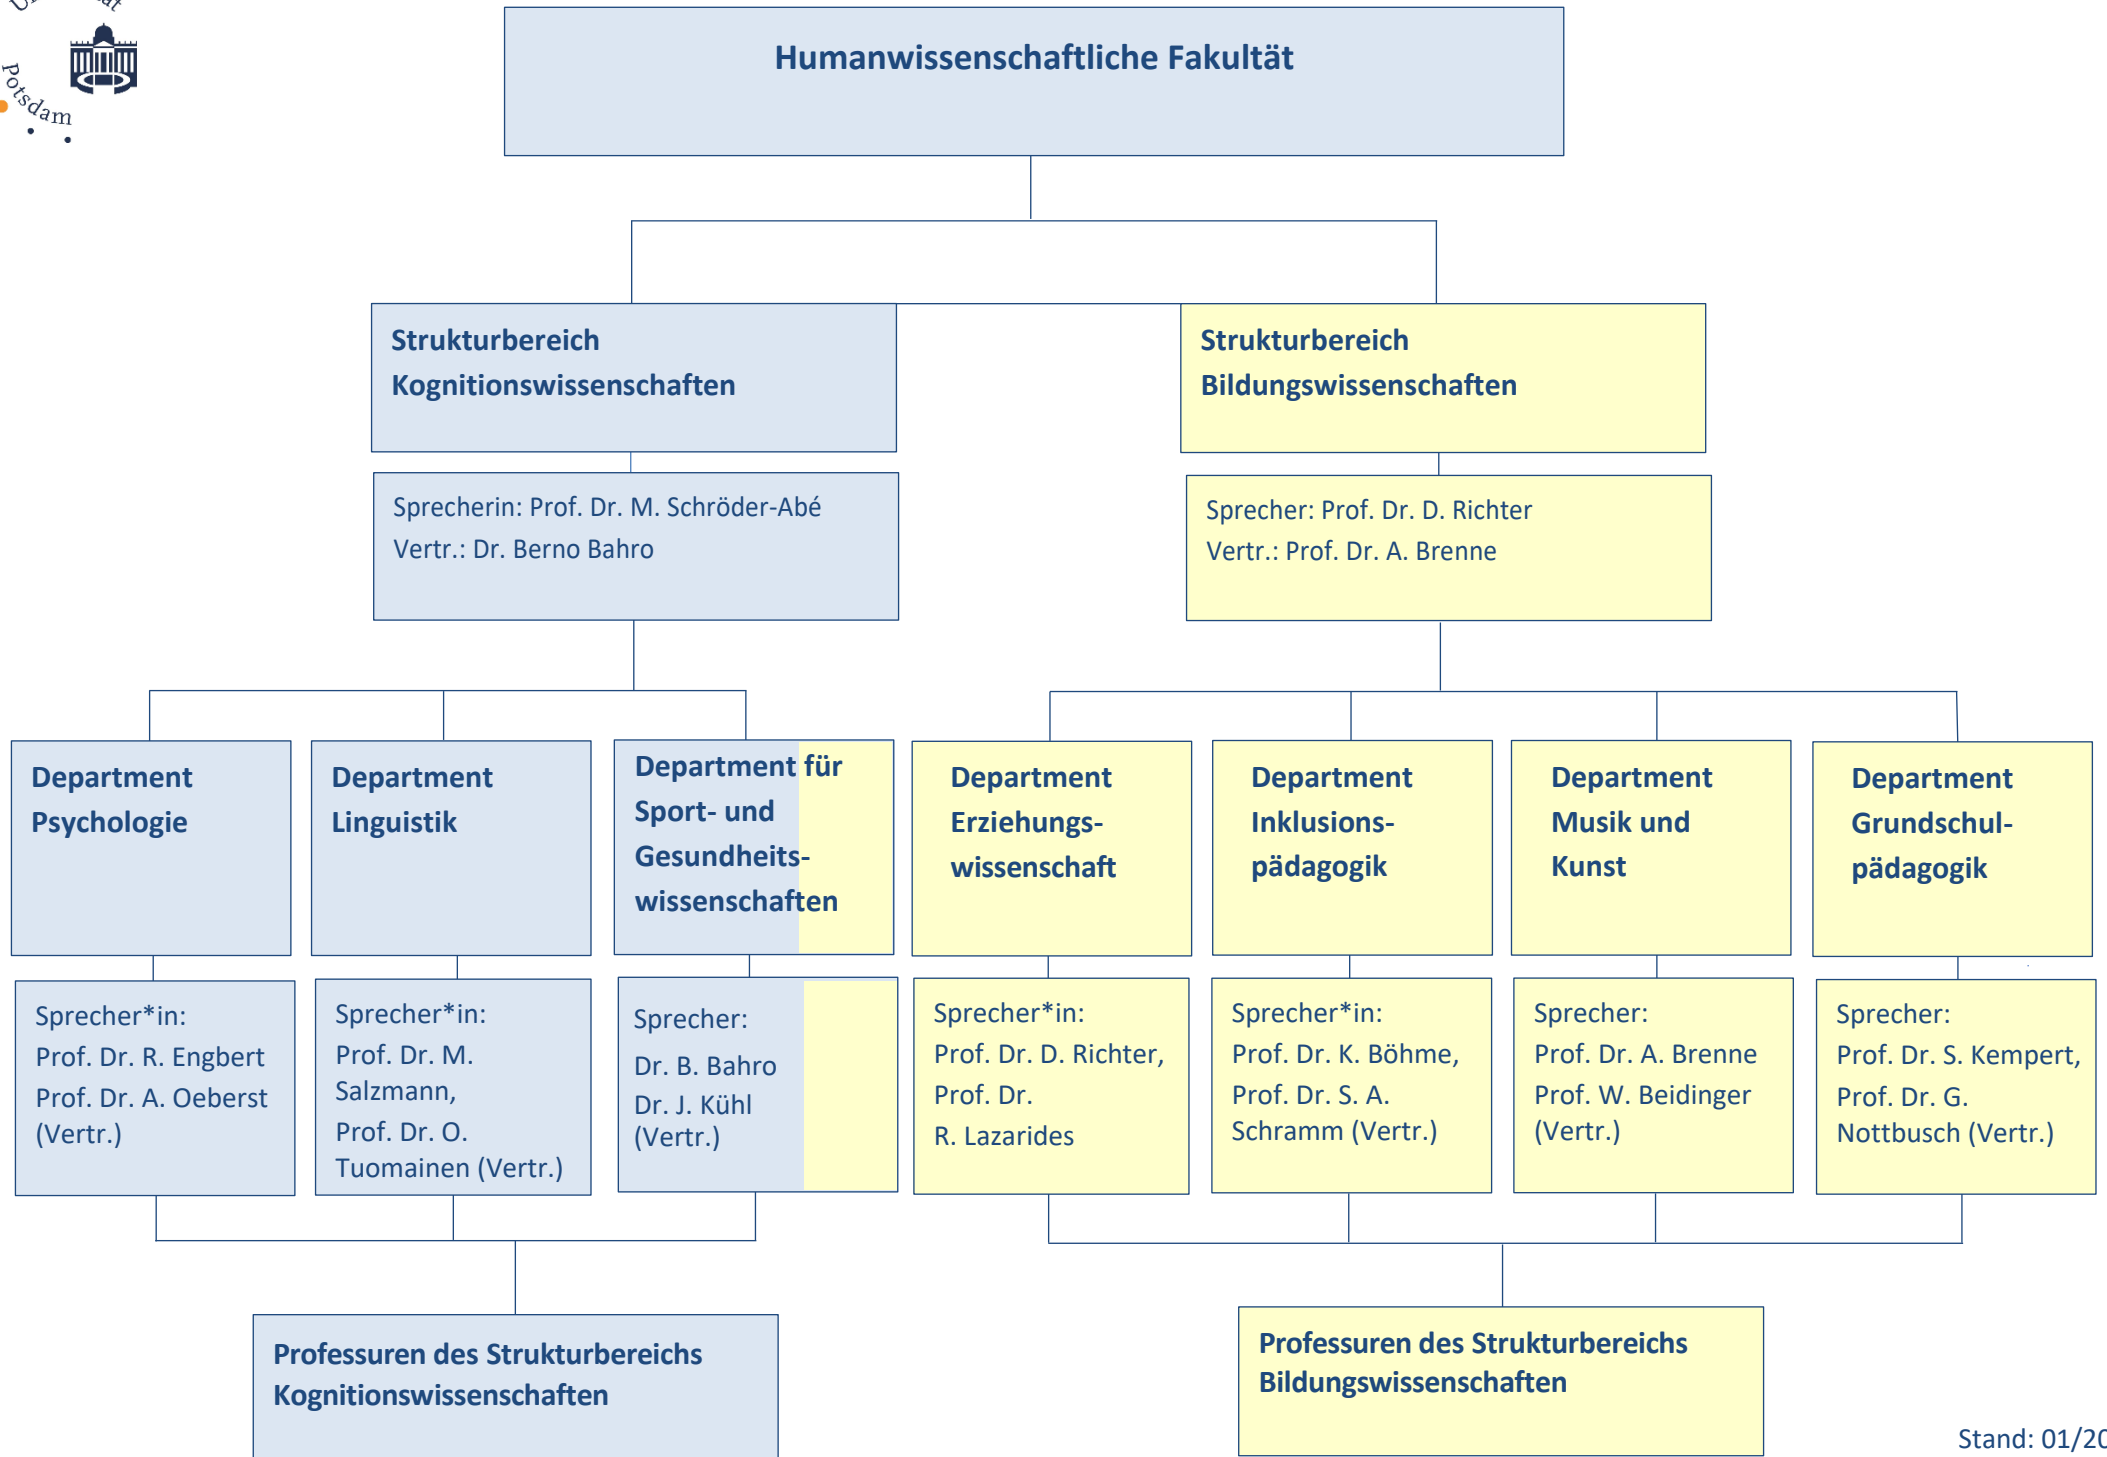 Potsdam
Humanwissenschaftliche Fakultät
Strukturbereich
Kognitionswissenschaften
Strukturbereich
Bildungswissenschaften
Sprecherin: Prof. Dr. M. Schröder-Abé
Vertr.: Dr. Berno Bahro
Sprecher: Prof. Dr. D. Richter
Vertr.: Prof. Dr. A. Brenne
Department
Psychologie
Department
Linguistik
Department für
Sport- und
Gesundheits-
wissenschaften
Department
Erziehungs-
wissenschaft
Department
Inklusions-
pädagogik
Department
Musik und
Kunst
Department
Grundschul-
pädagogik
Sprecher*in:
Prof. Dr. R. Engbert
Prof. Dr. A. Oeberst
(Vertr.)
Sprecher*in:
Prof. Dr. M.
Salzmann,
Prof. Dr. O.
Tuomainen (Vertr.)
Sprecher:
Dr. B. Bahro
Dr. J. Kühl
(Vertr.)
Sprecher*in:
Prof. Dr. D. Richter,
Prof. Dr.
R. Lazarides
Sprecher*in:
Prof. Dr. K. Böhme,
Prof. Dr. S. A.
Schramm (Vertr.)
Sprecher:
Prof. Dr. A. Brenne
Prof. W. Beidinger
(Vertr.)
Sprecher:
Prof. Dr. S. Kempert,
Prof. Dr. G.
Nottbusch (Vertr.)
Professuren des Strukturbereichs
Kognitionswissenschaften
Professuren des Strukturbereichs
Bildungswissenschaften
Stand: 01/20